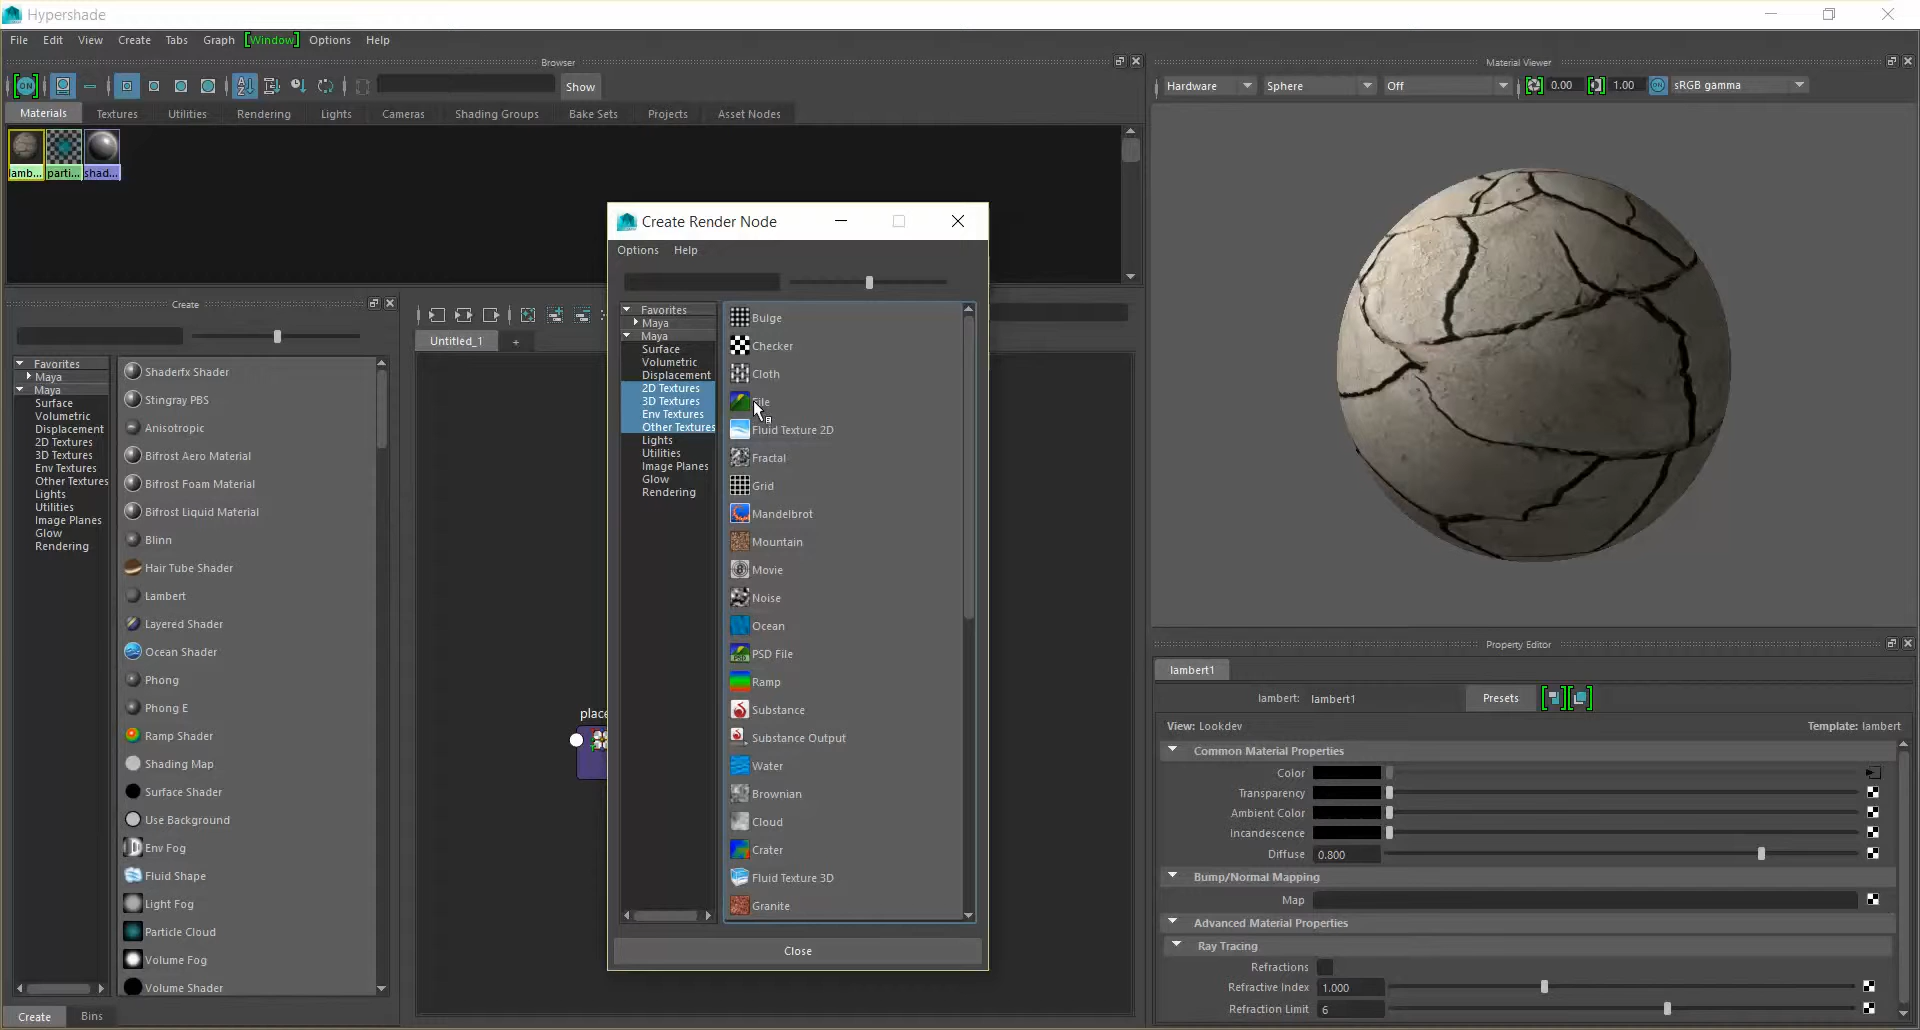 Hypershade
File Edit View Create Tabs Graph [Window] Options Help
Browser
ON
Show
Materials Textures Utilities Rendering Lights Cameras Shading Groups Bake Sets Projects Asset Nodes
lamb... parti... shad...
Create
Favorites
Maya
Maya
Surface
Volumetric
Displacement
2D Textures
3D Textures
Env Textures
Other Textures
Lights
Utilities
Image Planes
Glow
Rendering
Shaderfx Shader
Stingray PBS
Anisotropic
Bifrost Aero Material
Bifrost Foam Material
Bifrost Liquid Material
Blinn
Hair Tube Shader
Lambert
Layered Shader
Ocean Shader
Phong
Phong E
Ramp Shader
Shading Map
Surface Shader
Use Background
Env Fog
Fluid Shape
Light Fog
Particle Cloud
Volume Fog
Volume Shader
Create Bins
Untitled_1 +
place
Create Render Node
Options Help
Favorites
Maya
Maya
Surface
Volumetric
Displacement
2D Textures
3D Textures
Env Textures
Other Textures
Lights
Utilities
Image Planes
Glow
Rendering
Bulge
Checker
Cloth
File
Fluid Texture 2D
Fractal
Grid
Mandelbrot
Mountain
Movie
Noise
Ocean
PSD File
Ramp
Substance
Substance Output
Water
Brownian
Cloud
Crater
Fluid Texture 3D
Granite
Close
Material Viewer
Hardware Sphere Off 0.00 1.00 ON sRGB gamma
Property Editor
lambert1
lambert: lambert1 Presets
View: Lookdev Template: lambert
Common Material Properties
Color
Transparency
Ambient Color
Incandescence
Diffuse 0.800
Bump/Normal Mapping
Map
Advanced Material Properties
Ray Tracing
Refractions
Refractive Index 1.000
Refraction Limit 6